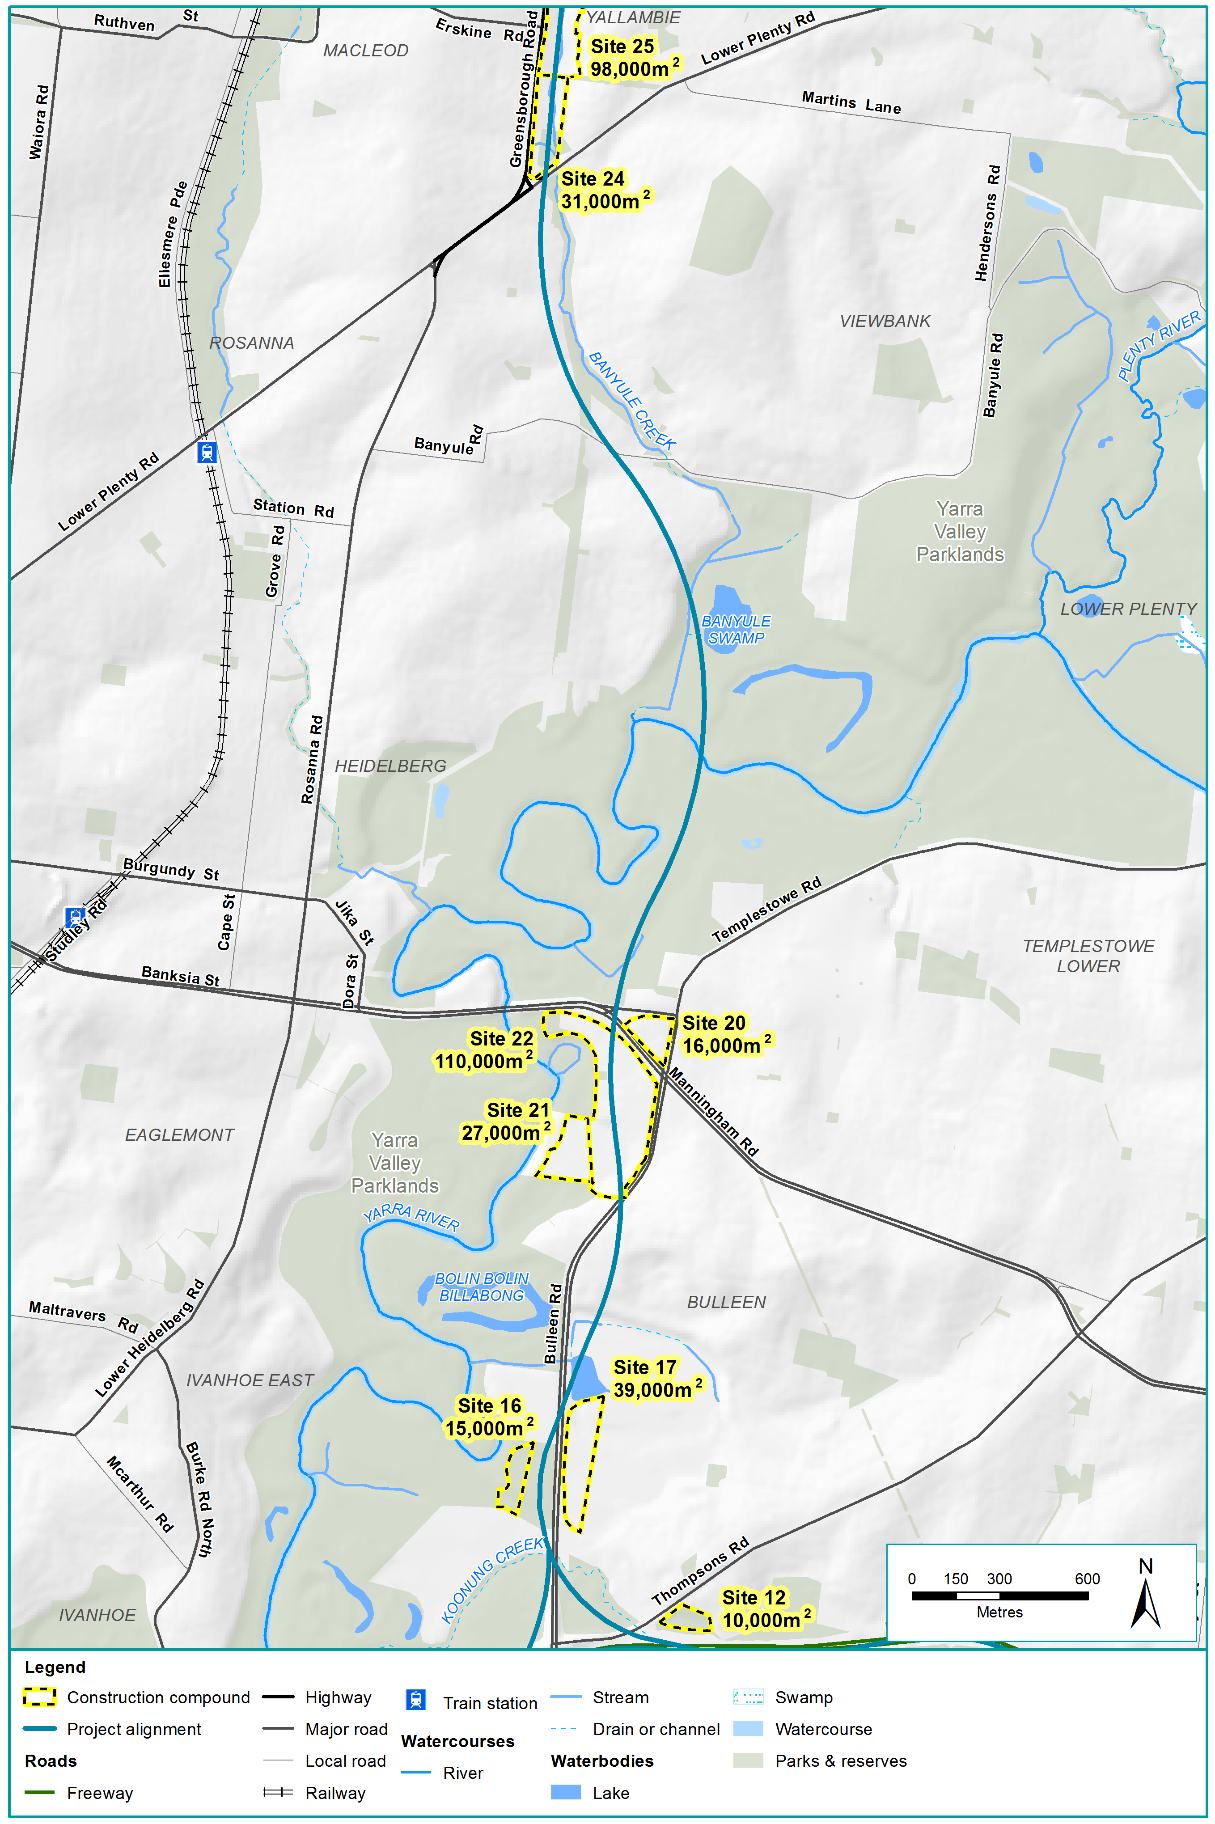 Ruthven St
MACLEOD
Erskine Rd
YALLAMBIE
Lower Plenty Rd
Site 25
98,000m²
Greensborough Road
Martins Lane
Waiora Rd
Site 24
31,000m²
Ellesmere Pde
Hendersons Rd
VIEWBANK
ROSANNA
PLENTY RIVER
BANYULE CREEK
Banyule Rd
Banyule Rd
Lower Plenty Rd
Station Rd
Yarra
Valley
Parklands
Grove Rd
LOWER PLENTY
BANYULE
SWAMP
Rosanna Rd
HEIDELBERG
Burgundy St
Templestowe Rd
Jika St
Cape St
Studley Rd
TEMPLESTOWE
LOWER
Banksia St
Dora St
Site 20
16,000m²
Site 22
110,000m²
Manningham Rd
Site 21
27,000m²
EAGLEMONT
Yarra
Valley
Parklands
YARRA RIVER
BOLIN BOLIN
BILLABONG
BULLEEN
Bulleen Rd
Maltravers Rd
Lower Heidelberg Rd
Site 17
39,000m²
IVANHOE EAST
Site 16
15,000m²
Mcarthur Rd
Burke Rd North
KOONUNG CREEK
Thompsons Rd
Site 12
10,000m²
IVANHOE
N
0 150 300 600
Metres
Legend
Construction compound
Project alignment
Roads
Freeway
Highway
Major road
Local road
Railway
Train station
Watercourses
River
Stream
Drain or channel
Waterbodies
Lake
Swamp
Watercourse
Parks & reserves